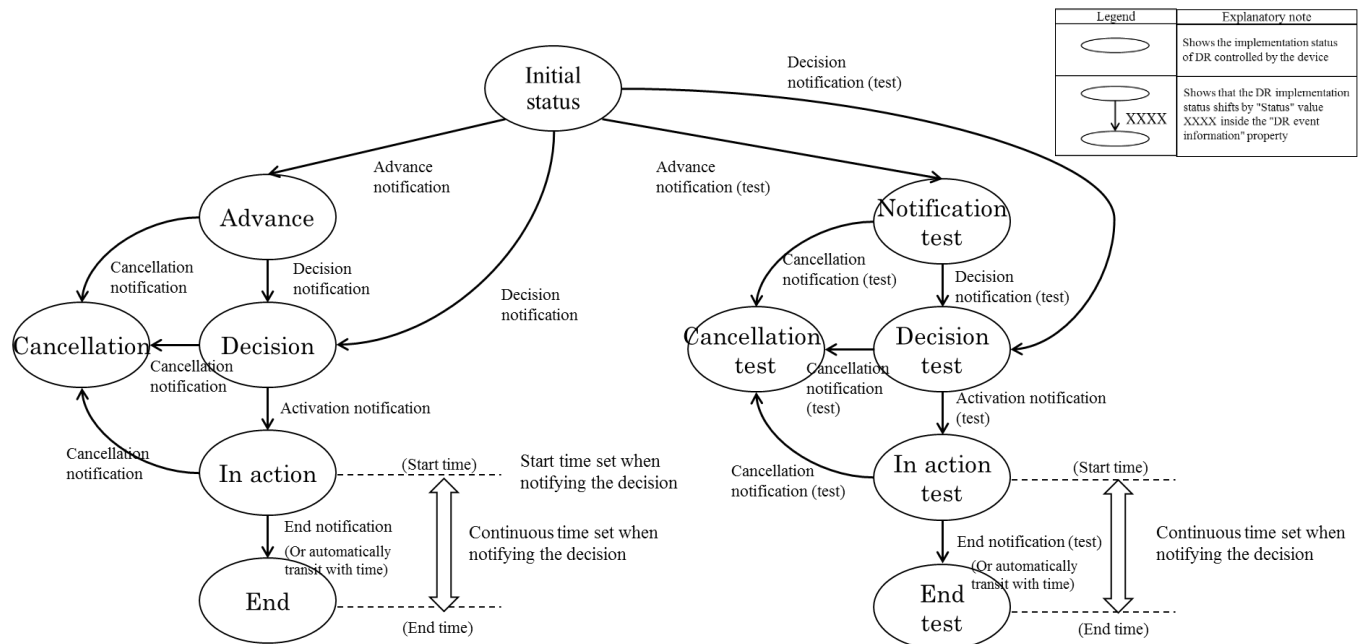 Legend
Explanatory note
Shows the implementation status
of DR controlled by the device
XXXX
Shows that the DR implementation
status shifts by "Status" value
XXXX inside the "DR event
information" property
Initial
status
Decision
notification (test)
Advance
notification
Advance
notification (test)
Advance
Notification
test
Cancellation
notification
Decision
notification
Decision
notification
Cancellation
notification (test)
Decision
notification (test)
Cancellation
Decision
Cancellation
notification
Cancellation
test
Decision
test
Cancellation
notification
(test)
Activation notification
Activation notification
(test)
Cancellation
notification
In action
(Start time)
Start time set when
notifying the decision
Cancellation
notification (test)
In action
test
(Start time)
End notification
(Or automatically
transit with time)
Continuous time set when
notifying the decision
End notification (test)
(Or automatically
transit with time)
Continuous time set when
notifying the decision
End
(End time)
End
test
(End time)